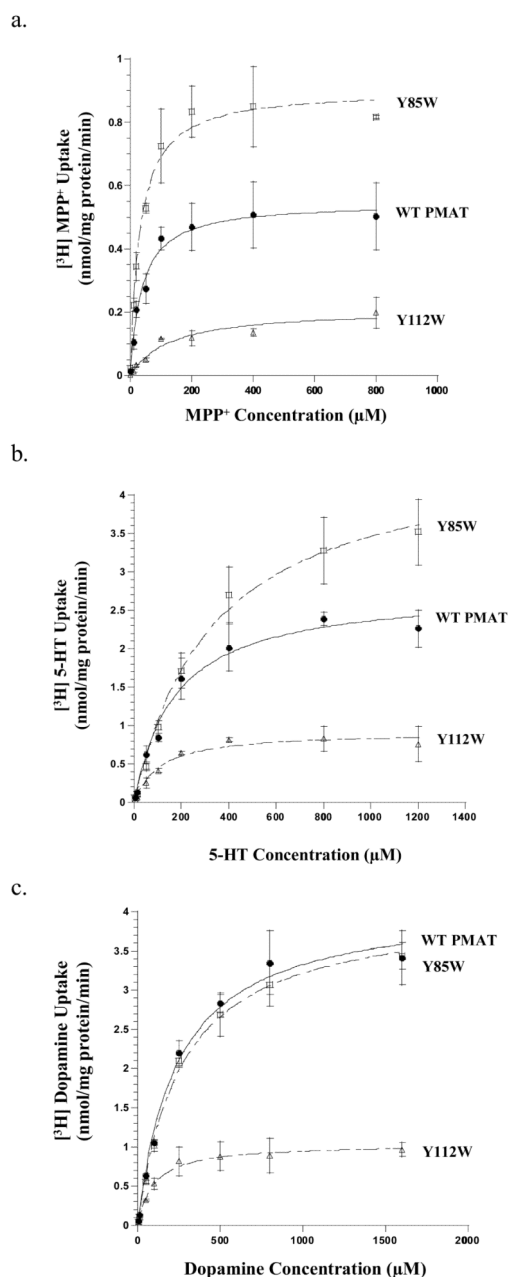 a.
1
0.8
0.6
0.4
0.2
0
[³H] MPP⁺ Uptake
(nmol/mg protein/min)
Y85W
WT PMAT
Y112W
0 200 400 600 800 1000
MPP⁺ Concentration (µM)
b.
4
3.5
3
2.5
2
1.5
1
0.5
0
[³H] 5-HT Uptake
(nmol/mg protein/min)
Y85W
WT PMAT
Y112W
0 200 400 600 800 1000 1200 1400
5-HT Concentration (µM)
c.
4
3.5
3
2.5
2
1.5
1
0.5
0
[³H] Dopamine Uptake
(nmol/mg protein/min)
WT PMAT
Y85W
Y112W
0 500 1000 1500 2000
Dopamine Concentration (µM)